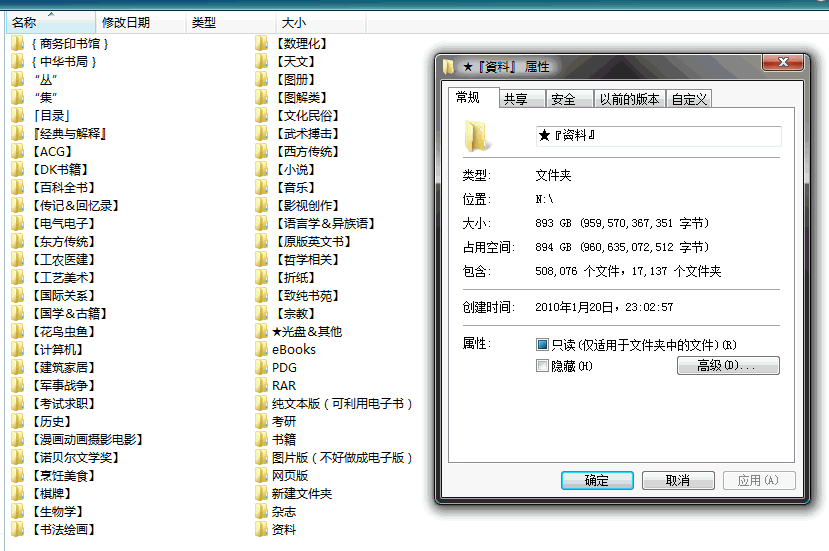 名称 修改日期 类型 大小
｛商务印书馆｝
｛中华书局｝
“丛”
“集”
「目录」
『经典与解释』
【ACG】
【DK书籍】
【百科全书】
【传记＆回忆录】
【电气电子】
【东方传统】
【工农医建】
【工艺美术】
【国际关系】
【国学＆古籍】
【花鸟虫鱼】
【计算机】
【建筑家居】
【军事战争】
【考试求职】
【历史】
【漫画动画摄影电影】
【诺贝尔文学奖】
【烹饪美食】
【棋牌】
【生物学】
【书法绘画】
【数理化】
【天文】
【图册】
【图解类】
【文化民俗】
【武术搏击】
【西方传统】
【小说】
【音乐】
【影视创作】
【语言学＆异族语】
【原版英文书】
【哲学相关】
【折纸】
【致纯书苑】
【宗教】
★光盘＆其他
eBooks
PDG
RAR
纯文本版（可利用电子书）
考研
书籍
图片版（不好做成电子版）
网页版
新建文件夹
杂志
资料
★『資料』 属性
常规 共享 安全 以前的版本 自定义
★『資料』
类型: 文件夹
位置: N:\
大小: 893 GB (959,570,367,351 字节)
占用空间: 894 GB (960,635,072,512 字节)
包含: 508,076 个文件，17,137 个文件夹
创建时间: 2010年1月20日，23:02:57
属性: 只读(仅适用于文件夹中的文件)(R)
隐藏(H) 高级(D)...
确定 取消 应用(A)